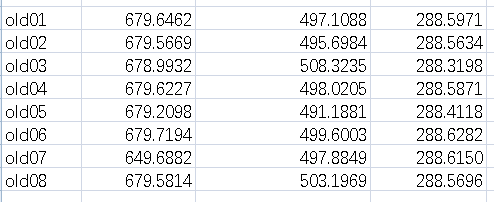 old01 679.6462 497.1088 288.5971
old02 679.5669 495.6984 288.5634
old03 678.9932 508.3235 288.3198
old04 679.6227 498.0205 288.5871
old05 679.2098 491.1881 288.4118
old06 679.7194 499.6003 288.6282
old07 649.6882 497.8849 288.6150
old08 679.5814 503.1969 288.5696